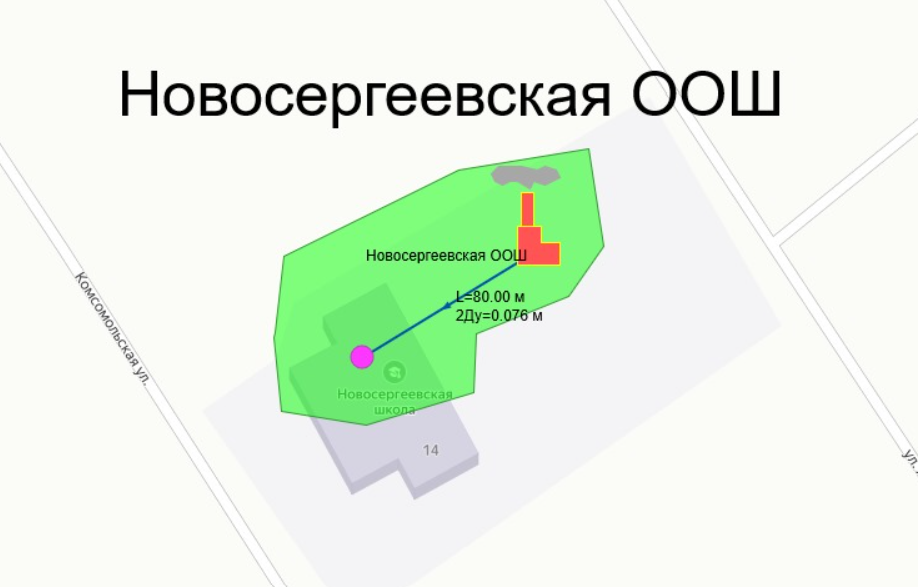 Новосергеевская ООШ
Новосергеевская ООШ
L=80.00 м
2Ду=0.076 м
Комсомольская ул.
Новосергеевская
школа
14
ул.